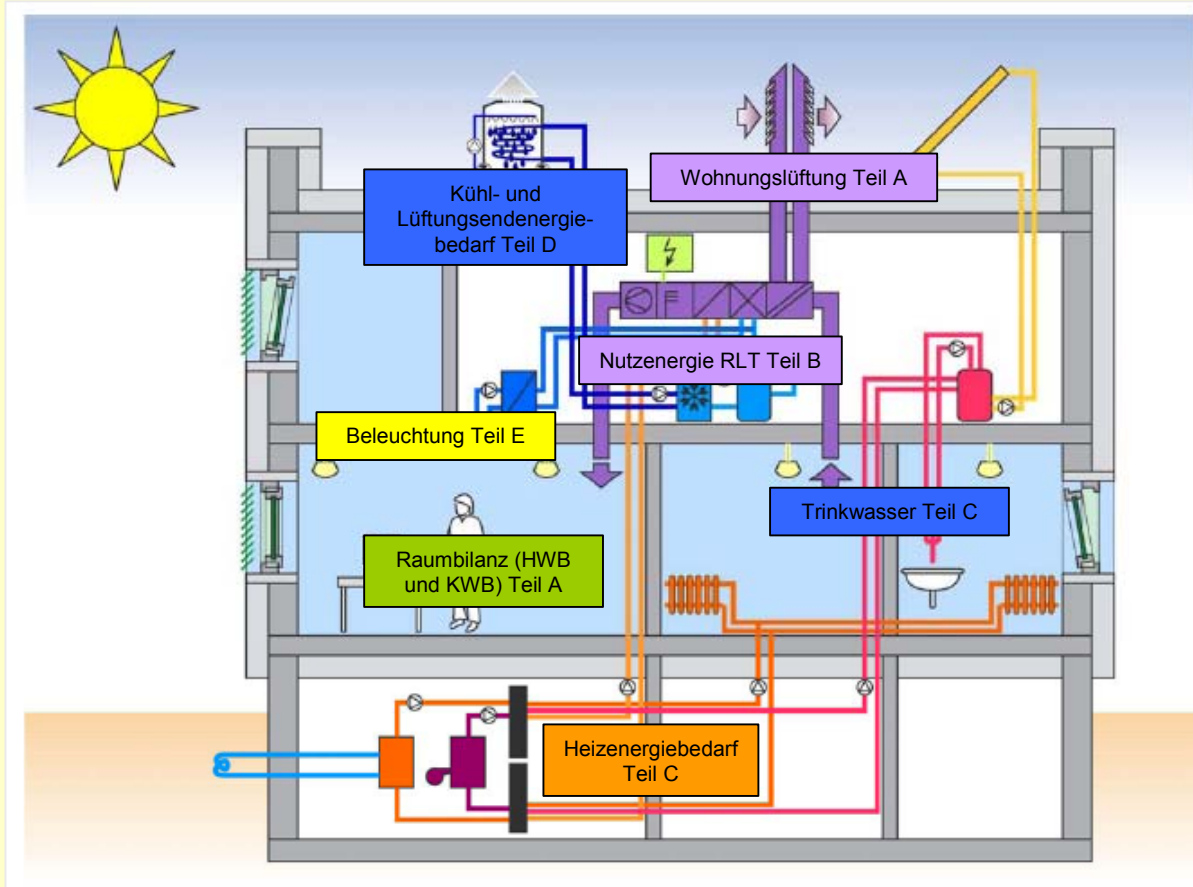 Wohnungslüftung Teil A
Kühl- und
Lüftungsendenergie-
bedarf Teil D
Nutzenergie RLT Teil B
Beleuchtung Teil E
Trinkwasser Teil C
Raumbilanz (HWB
und KWB) Teil A
Heizenergiebedarf
Teil C